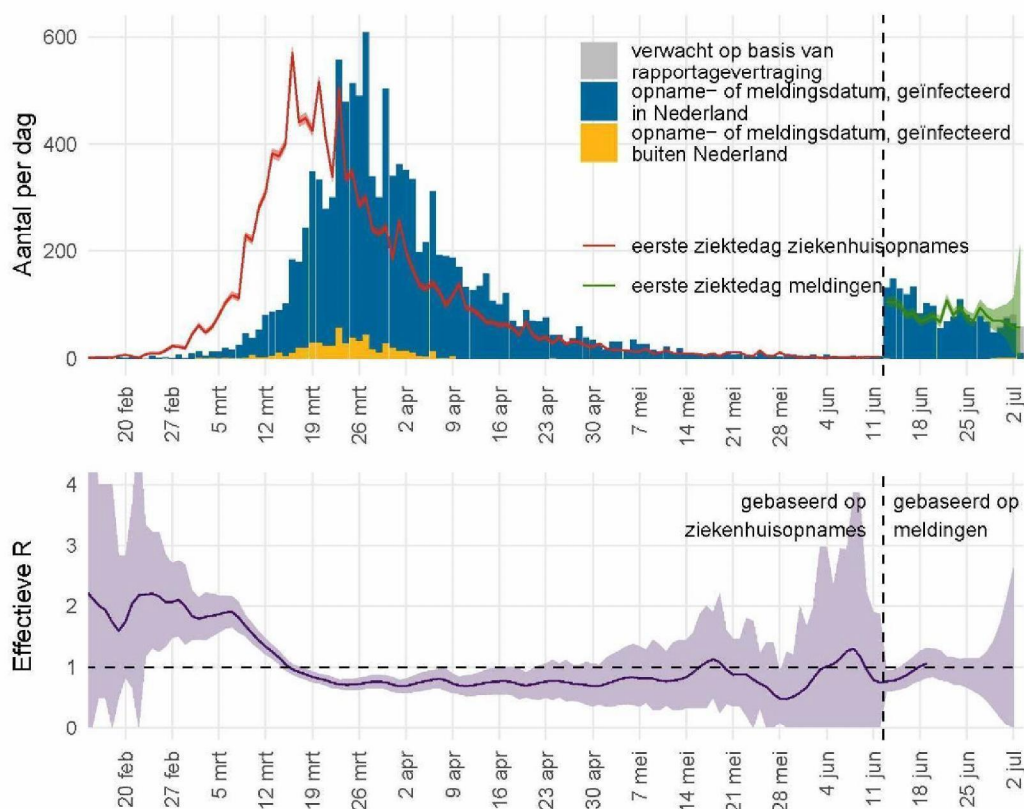 600
400
200
0
Aantal per dag
verwacht op basis van
rapportagevertraging
opname- of meldingsdatum, geïnfecteerd
in Nederland
opname- of meldingsdatum, geïnfecteerd
buiten Nederland
eerste ziektedag ziekenhuisopnames
eerste ziektedag meldingen
20 feb
27 feb
5 mrt
12 mrt
19 mrt
26 mrt
2 apr
9 apr
16 apr
23 apr
30 apr
7 mei
14 mei
21 mei
28 mei
4 jun
11 jun
18 jun
25 jun
2 jul
4
3
2
1
0
Effectieve R
gebaseerd op
ziekenhuisopnames
gebaseerd op
meldingen
20 feb
27 feb
5 mrt
12 mrt
19 mrt
26 mrt
2 apr
9 apr
16 apr
23 apr
30 apr
7 mei
14 mei
21 mei
28 mei
4 jun
11 jun
18 jun
25 jun
2 jul